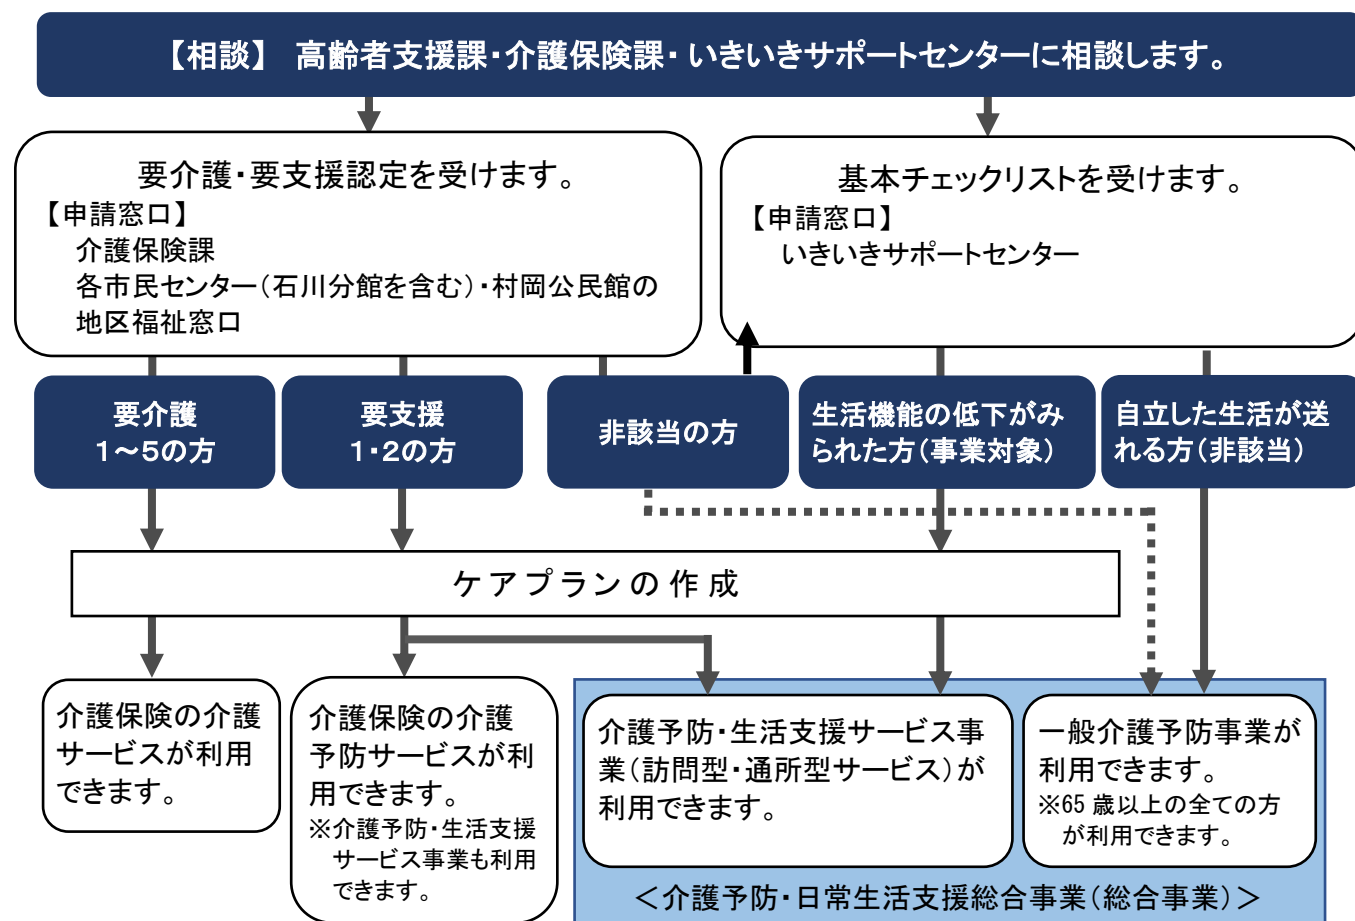 【相談】 高齢者支援課・介護保険課・いきいきサポートセンターに相談します。
要介護・要支援認定を受けます。
【申請窓口】
介護保険課
各市民センター(石川分館を含む)・村岡公民館の
地区福祉窓口
基本チェックリストを受けます。
【申請窓口】
いきいきサポートセンター
要介護
1~5の方
要支援
1・2の方
非該当の方
生活機能の低下がみ
られた方(事業対象)
自立した生活が送
れる方(非該当)
ケアプランの作成
介護保険の介護
サービスが利用
できます。
介護保険の介護
予防サービスが利
用できます。
※介護予防・生活支援
サービス事業も利用
できます。
介護予防・生活支援サービス事
業(訪問型・通所型サービス)が
利用できます。
一般介護予防事業が
利用できます。
※65歳以上の全ての方
が利用できます。
<介護予防・日常生活支援総合事業(総合事業)>